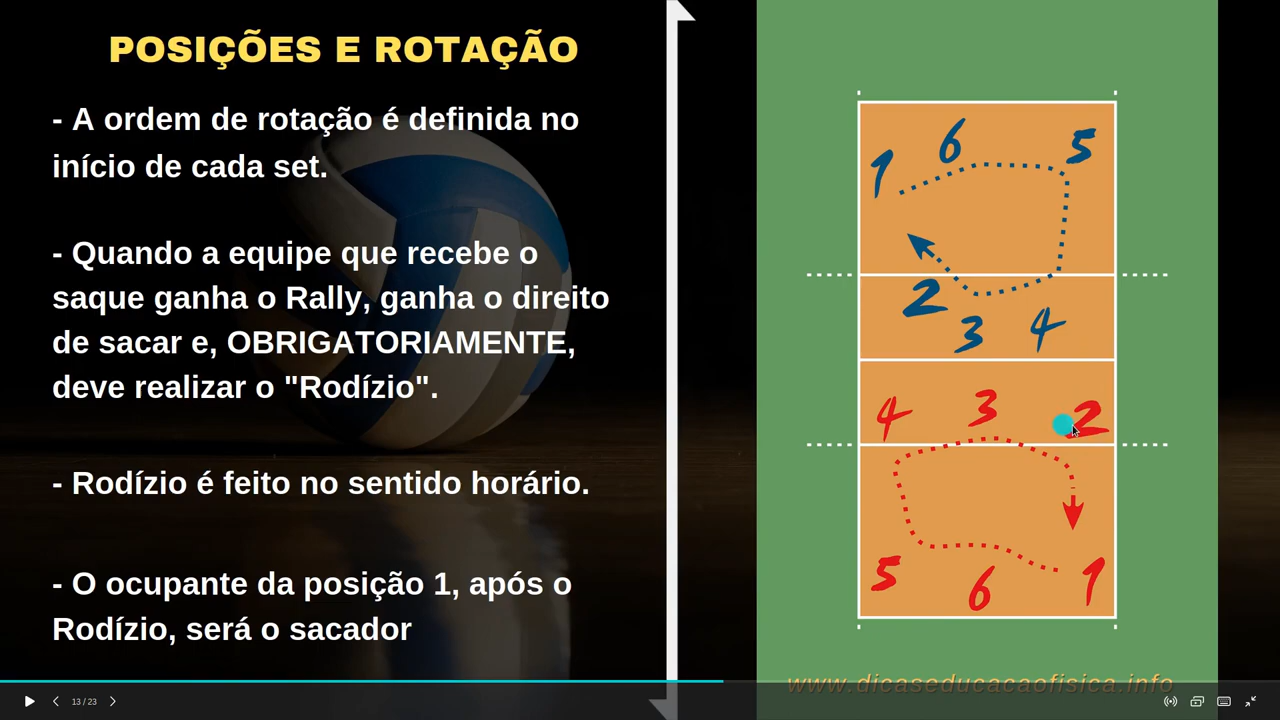 POSIÇÕES E ROTAÇÃO
- A ordem de rotação é definida no
início de cada set.
- Quando a equipe que recebe o
saque ganha o Rally, ganha o direito
de sacar e, OBRIGATORIAMENTE,
deve realizar o "Rodízio".
- Rodízio é feito no sentido horário.
- O ocupante da posição 1, após o
Rodízio, será o sacador
1 6 5
2 3 4
4 3 2
5 6 1
www.dicaseducacaofisica.info
13 / 23